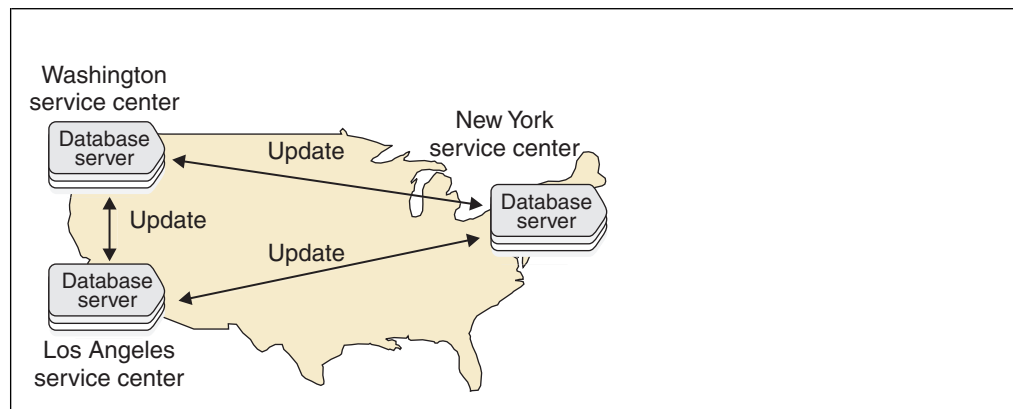 Washington
service center
Database
server
Update
New York
service center
Database
server
Update
Update
Database
server
Los Angeles
service center